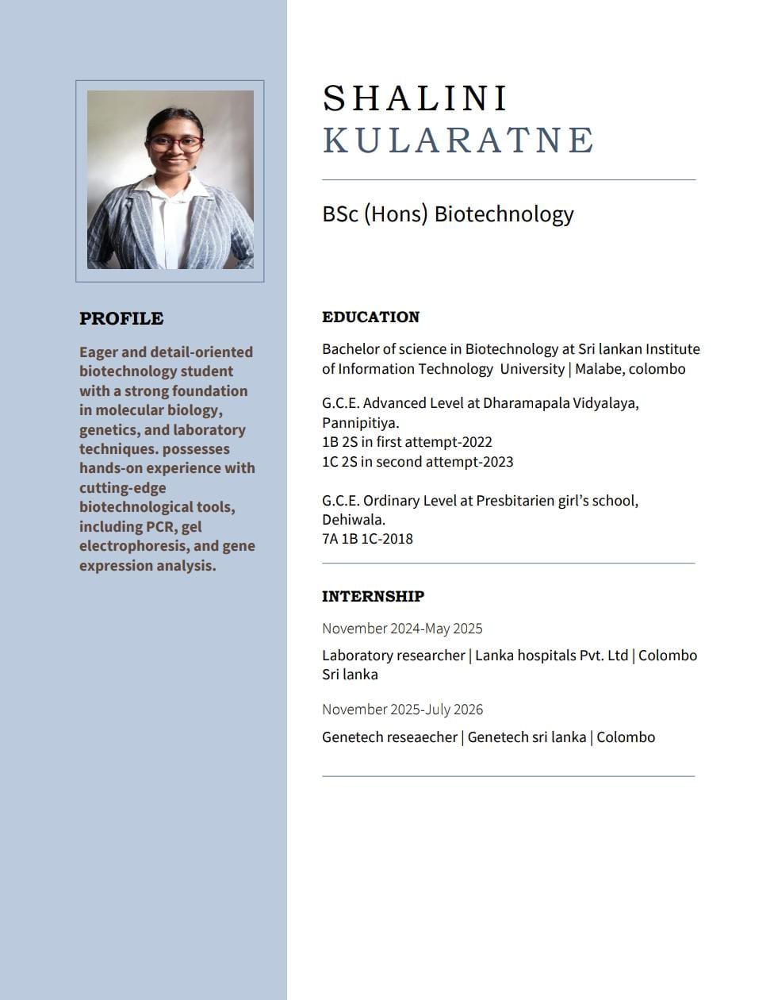 SHALINI
KULARATNE
BSc (Hons) Biotechnology
PROFILE
Eager and detail-oriented
biotechnology student
with a strong foundation
in molecular biology,
genetics, and laboratory
techniques. possesses
hands-on experience with
cutting-edge
biotechnological tools,
including PCR, gel
electrophoresis, and gene
expression analysis.
EDUCATION
Bachelor of science in Biotechnology at Sri lankan Institute
of Information Technology  University | Malabe, colombo
G.C.E. Advanced Level at Dharamapala Vidyalaya,
Pannipitiya.
1B 2S in first attempt-2022
1C 2S in second attempt-2023
G.C.E. Ordinary Level at Presbitarien girl’s school,
Dehiwala.
7A 1B 1C-2018
INTERNSHIP
November 2024-May 2025
Laboratory researcher | Lanka hospitals Pvt. Ltd | Colombo
Sri lanka
November 2025-July 2026
Genetech reseaecher | Genetech sri lanka | Colombo